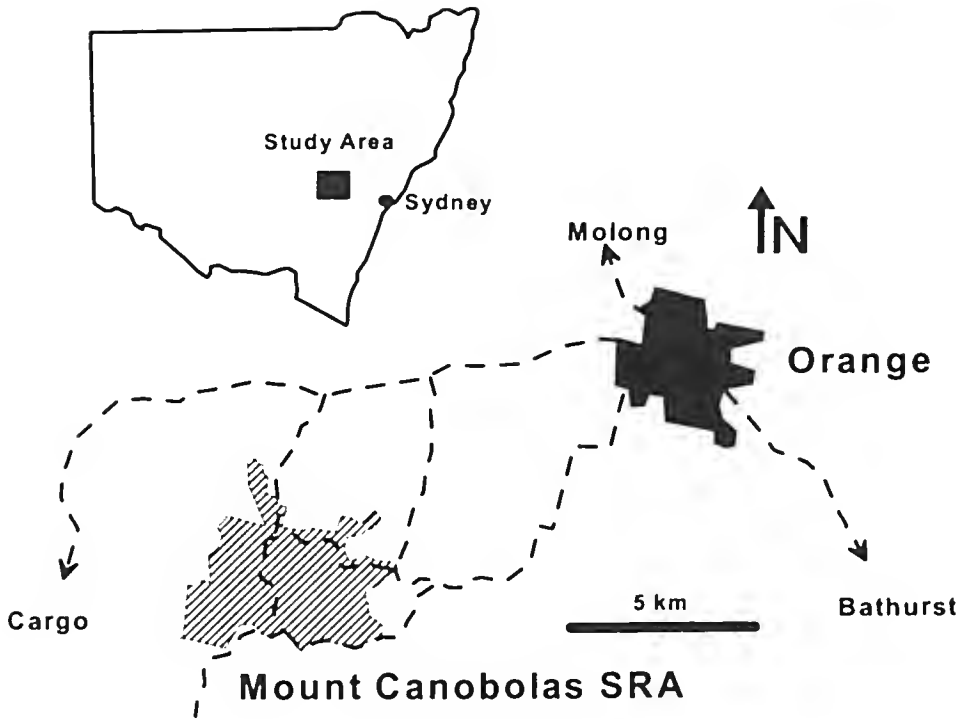 Study Area
Sydney
Molong
N
Orange
5 km
Cargo
Bathurst
Mount Canobolas SRA